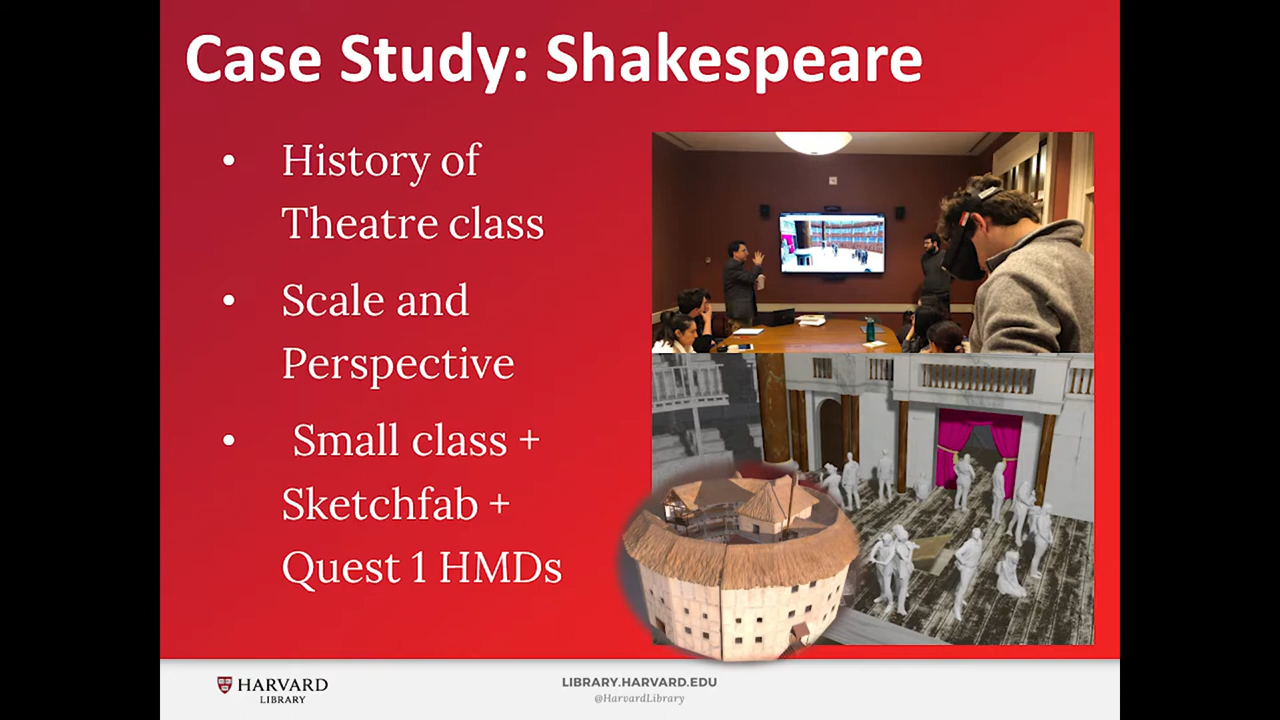 Case Study: Shakespeare
• History of
Theatre class
• Scale and
Perspective
• Small class +
Sketchfab +
Quest 1 HMDs
HARVARD
LIBRARY
LIBRARY.HARVARD.EDU
@HarvardLibrary